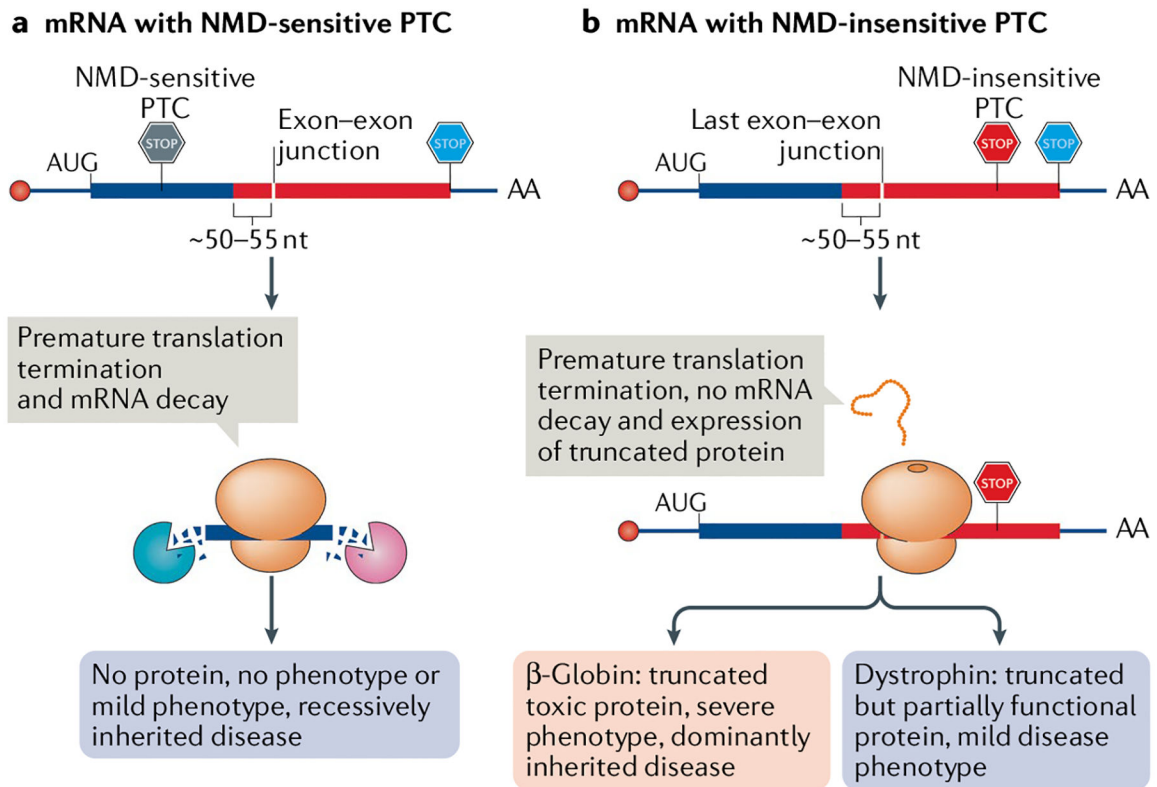 a mRNA with NMD-sensitive PTC
NMD-sensitive
PTC
STOP
Exon–exon
junction
STOP
AUG
AA
~50–55 nt
Premature translation
termination
and mRNA decay
No protein, no phenotype or
mild phenotype, recessively
inherited disease
b mRNA with NMD-insensitive PTC
NMD-insensitive
PTC
Last exon–exon
junction
STOP
STOP
AUG
AA
~50–55 nt
Premature translation
termination, no mRNA
decay and expression
of truncated protein
STOP
AUG
AA
β-Globin: truncated
toxic protein, severe
phenotype, dominantly
inherited disease
Dystrophin: truncated
but partially functional
protein, mild disease
phenotype